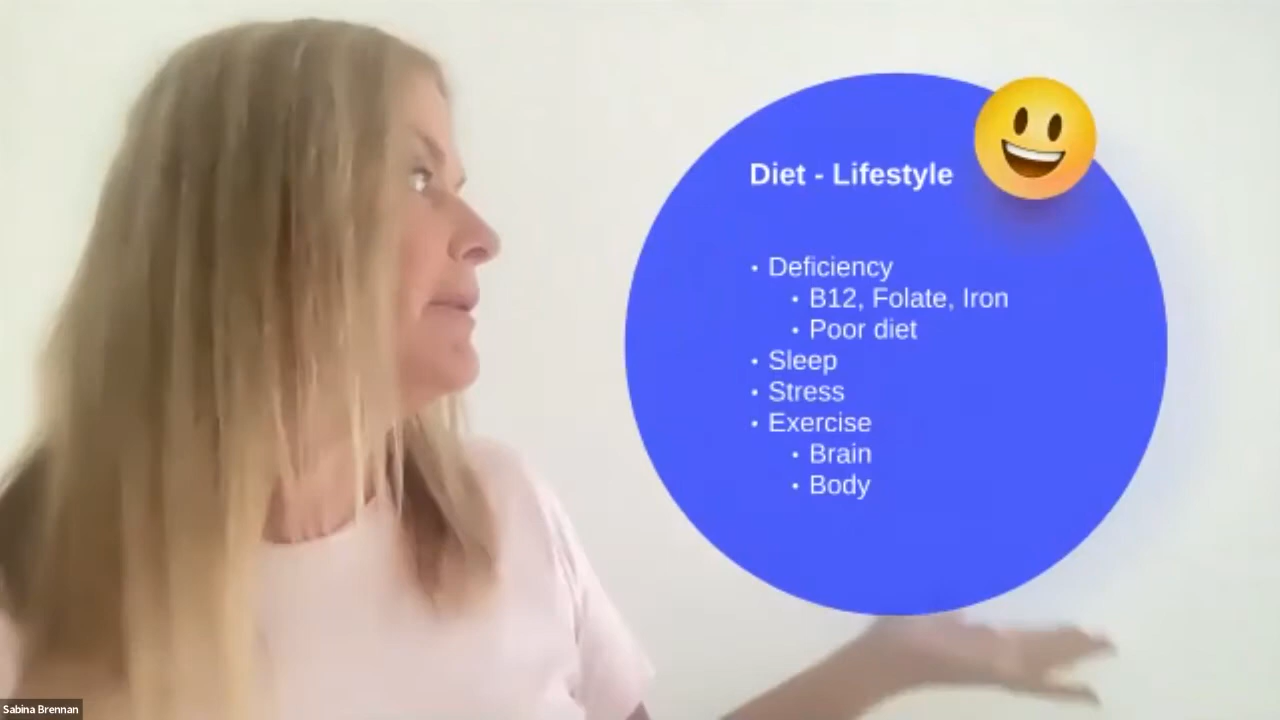 Diet - Lifestyle
• Deficiency
• B12, Folate, Iron
• Poor diet
• Sleep
• Stress
• Exercise
• Brain
• Body
Sabina Brennan